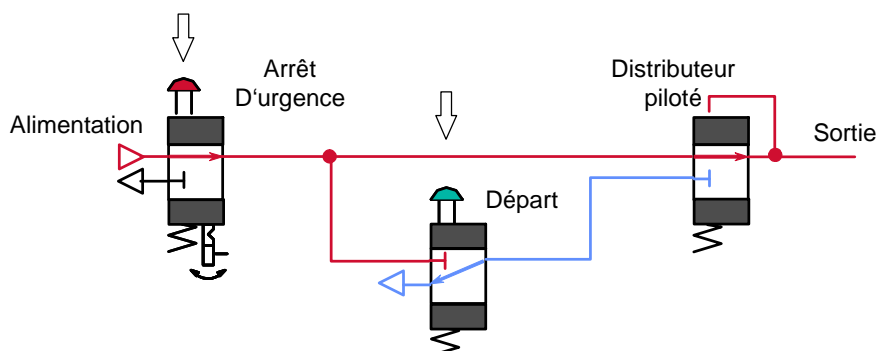 Arrêt
D‘urgence
Distributeur
piloté
Alimentation
Sortie
Départ